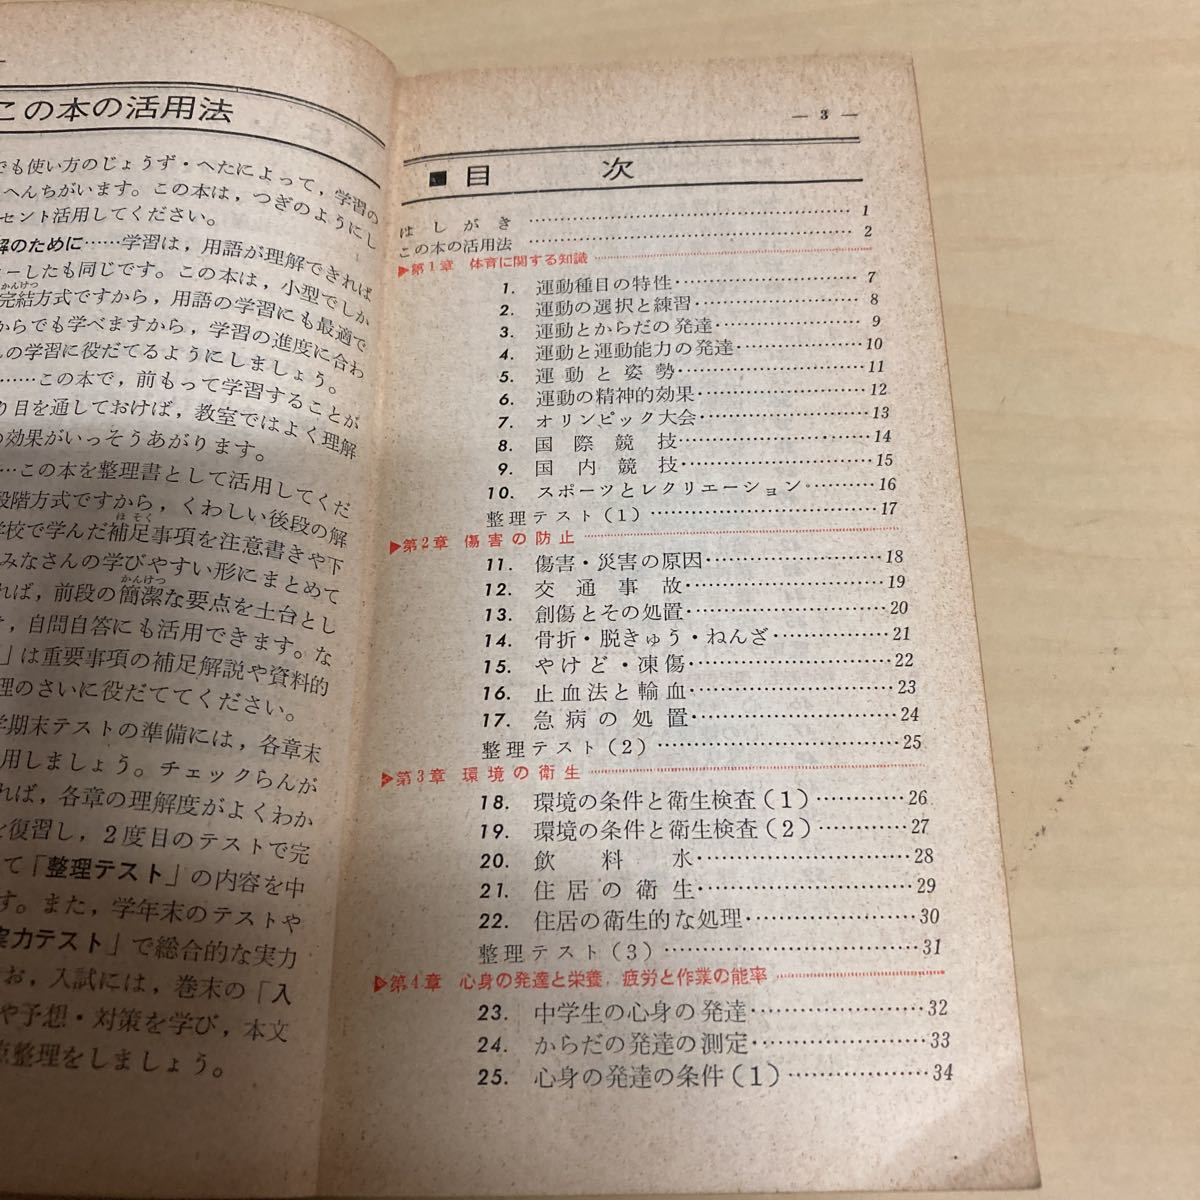 この本の活用法
でも使い方のじょうず・へたによって，学習の
へんちがいます。この本は，つぎのようにし
セント活用してください。
解のために……学習は，用語が理解できれば
ーしたも同じです。この本は，小型でしか
かんけつ
完結方式ですから，用語の学習にも最適で
からでも学べますから，学習の進度に合わ
の学習に役だてるようにしましょう。
……この本で，前もって学習することが
り目を通しておけば，教室ではよく理解
の効果がいっそうあがります。
…この本を整理書として活用してくだ
段階方式ですから，くわしい後段の解
ほそく
学校で学んだ補足事項を注意書きや下
みなさんの学びやすい形にまとめて
かんけつ
れば，前段の簡潔な要点を土台とし
，自問自答にも活用できます。な
」は重要事項の補足解説や資料的
理のさいに役だててください。
学期末テストの準備には，各章末
用しましょう。チェックらんが
れば，各章の理解度がよくわか
を復習し，2度目のテストで完
て「整理テスト」の内容を中
す。また，学年末のテストや
実力テスト」で総合的な実力
お，入試には，巻末の「入
や予想・対策を学び，本文
点整理をしましょう。
— 3 —
■目 次
はしがき……1
この本の活用法……2
▶第1章 体育に関する知識
1. 運動種目の特性……7
2. 運動の選択と練習……8
3. 運動とからだの発達……9
4. 運動と運動能力の発達……10
5. 運動と姿勢……11
6. 運動の精神的効果……12
7. オリンピック大会……13
8. 国際競技……14
9. 国内競技……15
10. スポーツとレクリエーション……16
整理テスト(1)……17
▶第2章 傷害の防止
11. 傷害・災害の原因……18
12. 交通事故……19
13. 創傷とその処置……20
14. 骨折・脱きゅう・ねんざ……21
15. やけど・凍傷……22
16. 止血法と輸血……23
17. 急病の処置……24
整理テスト(2)……25
▶第3章 環境の衛生
18. 環境の条件と衛生検査(1)……26
19. 環境の条件と衛生検査(2)……27
20. 飲料水……28
21. 住居の衛生……29
22. 住居の衛生的な処理……30
整理テスト(3)……31
▶第4章 心身の発達と栄養，疲労と作業の能率
23. 中学生の心身の発達……32
24. からだの発達の測定……33
25. 心身の発達の条件(1)……34